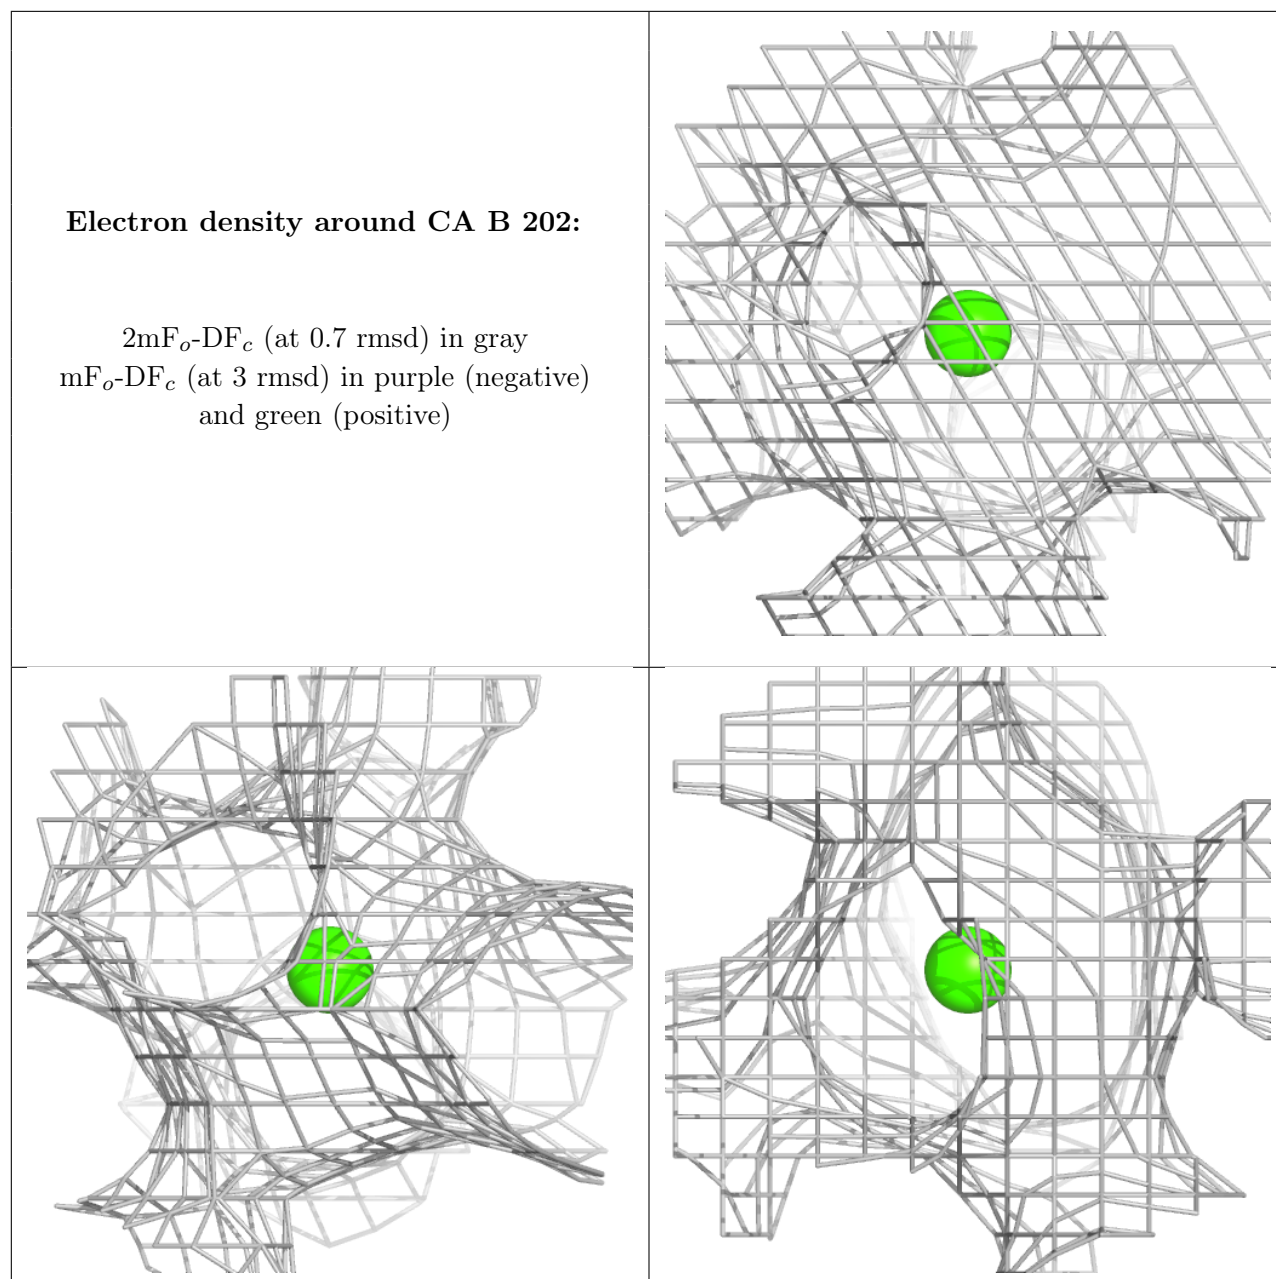 Electron density around CA B 202:
2mFo-DFc (at 0.7 rmsd) in gray
mFo-DFc (at 3 rmsd) in purple (negative)
and green (positive)